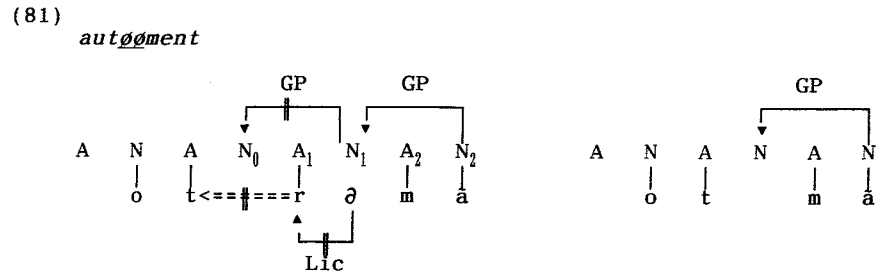 (81)
autøøment
GP GP GP
A N A N₀ A₁ N₁ A₂ N₂ A N A N A N
o t<==‡===r ∂ m ã o t m ã
Lic